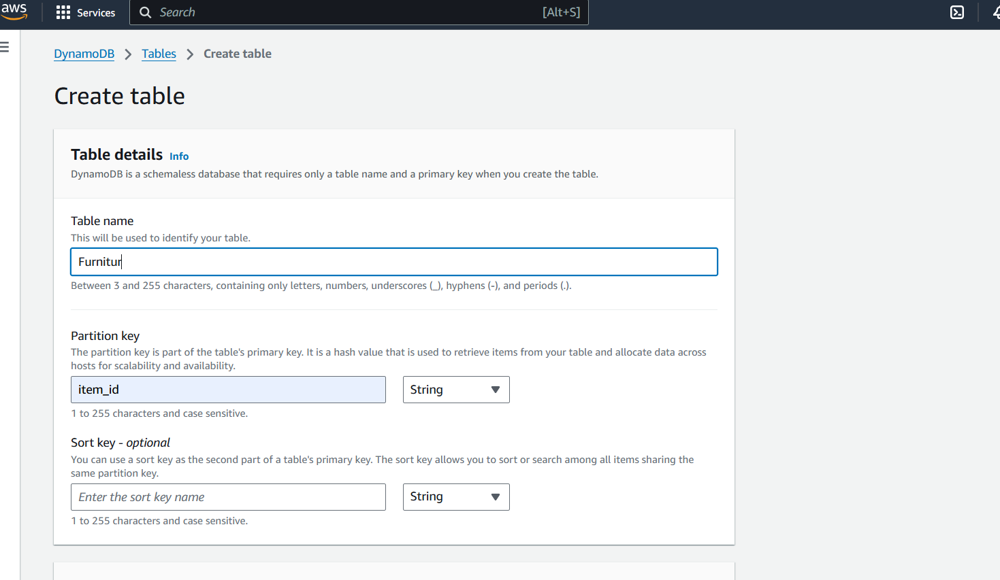 aws Services Search [Alt+S]
DynamoDB Tables Create table
Create table
Table details Info
DynamoDB is a schemaless database that requires only a table name and a primary key when you create the table.
Table name
This will be used to identify your table.
Furnitur
Between 3 and 255 characters, containing only letters, numbers, underscores (_), hyphens (-), and periods (.).
Partition key
The partition key is part of the table's primary key. It is a hash value that is used to retrieve items from your table and allocate data across
hosts for scalability and availability.
item_id String
1 to 255 characters and case sensitive.
Sort key - optional
You can use a sort key as the second part of a table's primary key. The sort key allows you to sort or search among all items sharing the
same partition key.
Enter the sort key name String
1 to 255 characters and case sensitive.